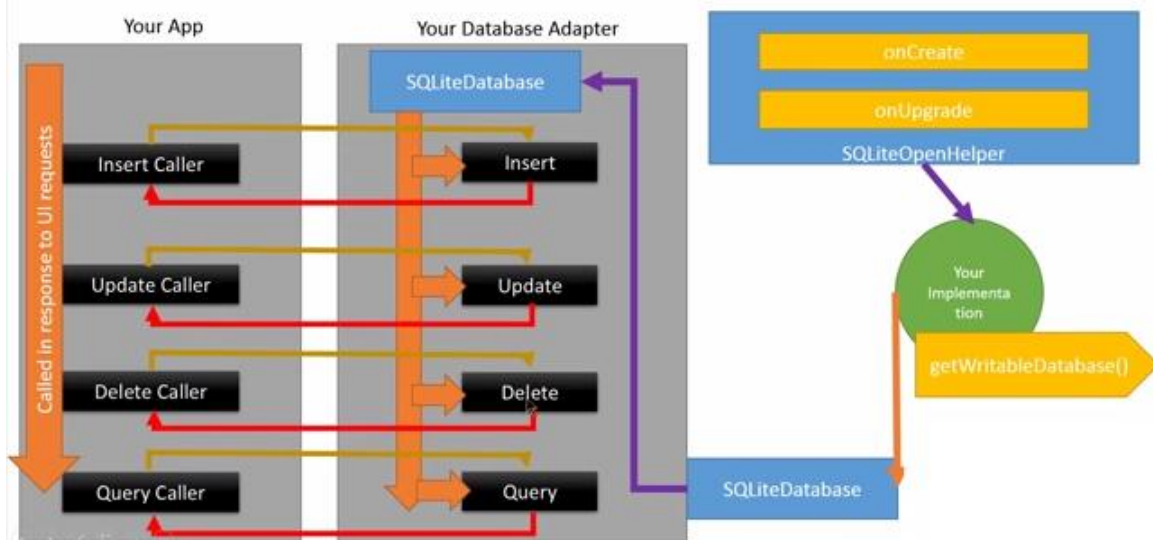 Your App
Your Database Adapter
Called in response to UI requests
Insert Caller
Update Caller
Delete Caller
Query Caller
SQLiteDatabase
Insert
Update
Delete
Query
onCreate
onUpgrade
SQLiteOpenHelper
Your
Implementa
tion
getWritableDatabase()
SQLiteDatabase